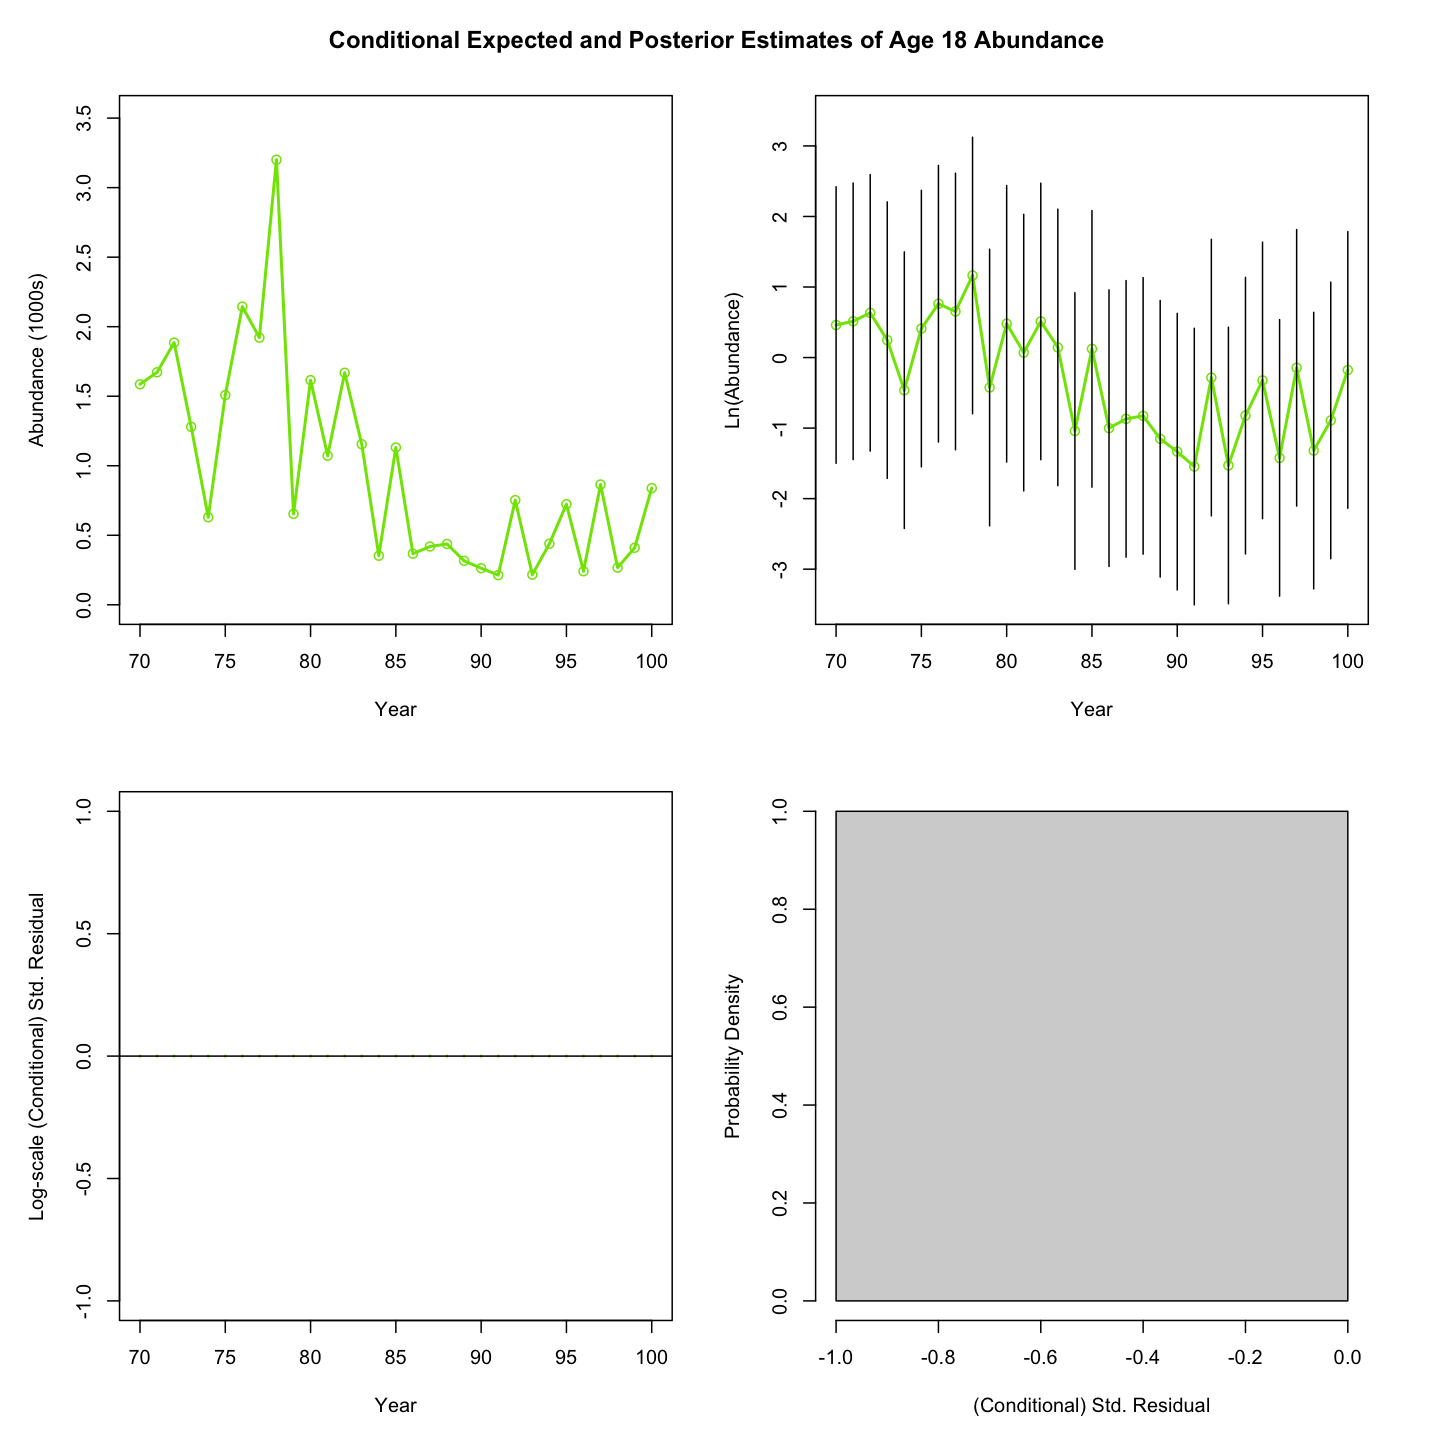 Conditional Expected and Posterior Estimates of Age 18 Abundance
Abundance (1000s)
3.5
3.0
2.5
2.0
1.5
1.0
0.5
0.0
70 75 80 85 90 95 100
Year
Ln(Abundance)
3
2
1
0
-1
-2
-3
70 75 80 85 90 95 100
Year
Log-scale (Conditional) Std. Residual
1.0
0.5
0.0
-0.5
-1.0
70 75 80 85 90 95 100
Year
Probability Density
1.0
0.8
0.6
0.4
0.2
0.0
-1.0 -0.8 -0.6 -0.4 -0.2 0.0
(Conditional) Std. Residual